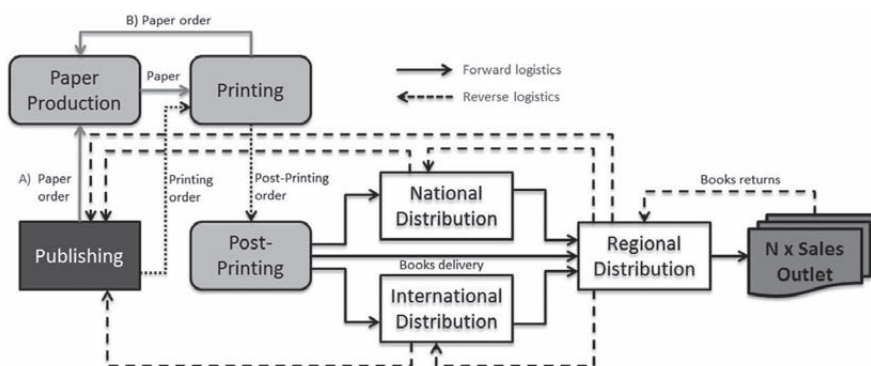 B) Paper order
Paper
Production
Paper
Printing
Forward logistics
Reverse logistics
A) Paper
order
Printing
order
Post-Printing
order
National
Distribution
Books returns
Publishing
Post-
Printing
Books delivery
Regional
Distribution
N x Sales
Outlet
International
Distribution